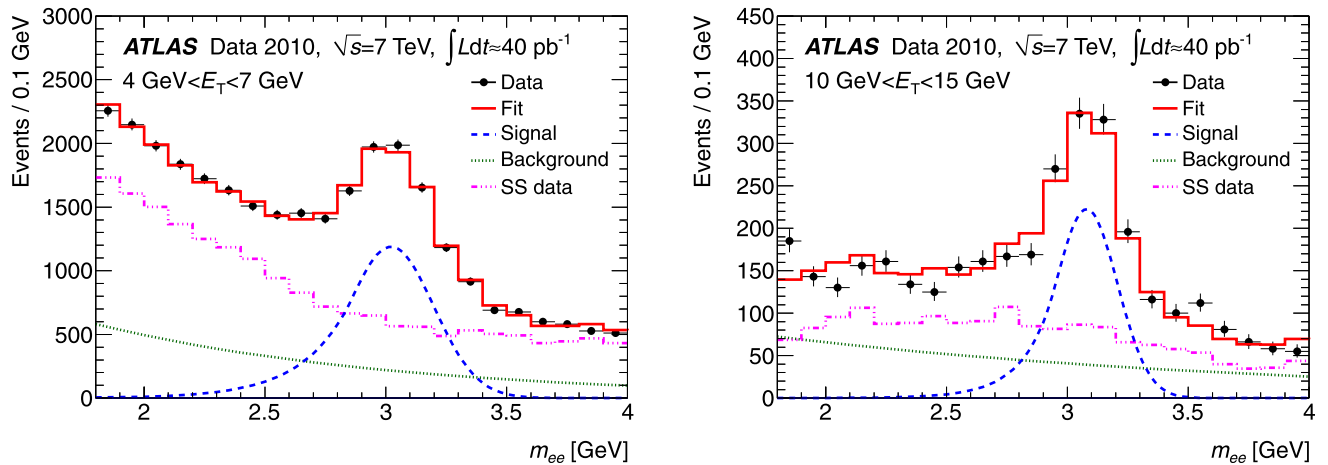 ATLAS Data 2010, √s=7 TeV, ∫Ldt≈40 pb⁻¹
4 GeV<E_T<7 GeV
Data
Fit
Signal
Background
SS data
Events / 0.1 GeV
3000
2500
2000
1500
1000
500
0
2 2.5 3 3.5 4
m_ee [GeV]
ATLAS Data 2010, √s=7 TeV, ∫Ldt≈40 pb⁻¹
10 GeV<E_T<15 GeV
Data
Fit
Signal
Background
SS data
Events / 0.1 GeV
450
400
350
300
250
200
150
100
50
0
2 2.5 3 3.5 4
m_ee [GeV]